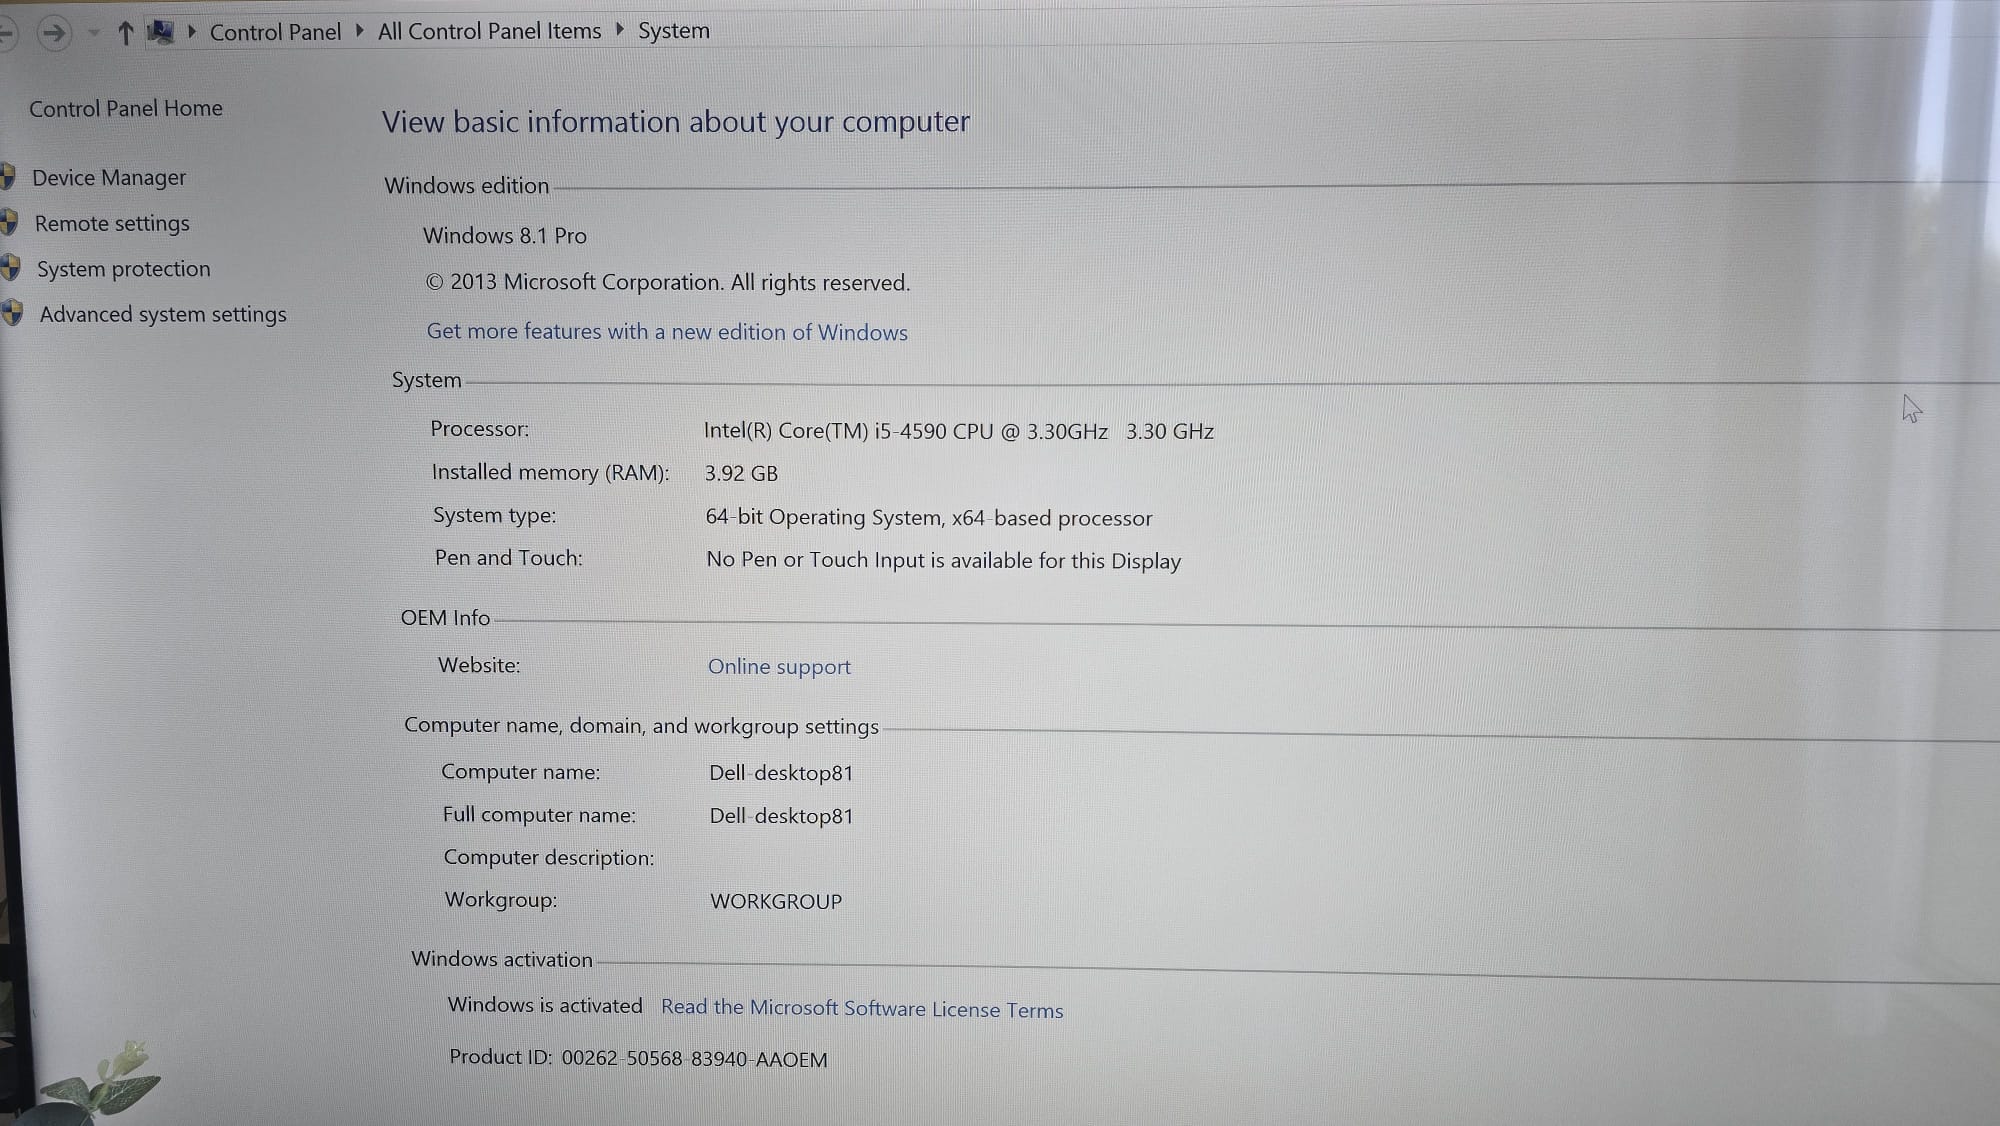 Control Panel All Control Panel Items System
Control Panel Home
Device Manager
Remote settings
System protection
Advanced system settings
View basic information about your computer
Windows edition
Windows 8.1 Pro
© 2013 Microsoft Corporation. All rights reserved.
Get more features with a new edition of Windows
System
Processor: Intel(R) Core(TM) i5-4590 CPU @ 3.30GHz 3.30 GHz
Installed memory (RAM): 3.92 GB
System type: 64-bit Operating System, x64-based processor
Pen and Touch: No Pen or Touch Input is available for this Display
OEM Info
Website: Online support
Computer name, domain, and workgroup settings
Computer name: Dell-desktop81
Full computer name: Dell-desktop81
Computer description:
Workgroup: WORKGROUP
Windows activation
Windows is activated Read the Microsoft Software License Terms
Product ID: 00262-50568-83940-AAOEM